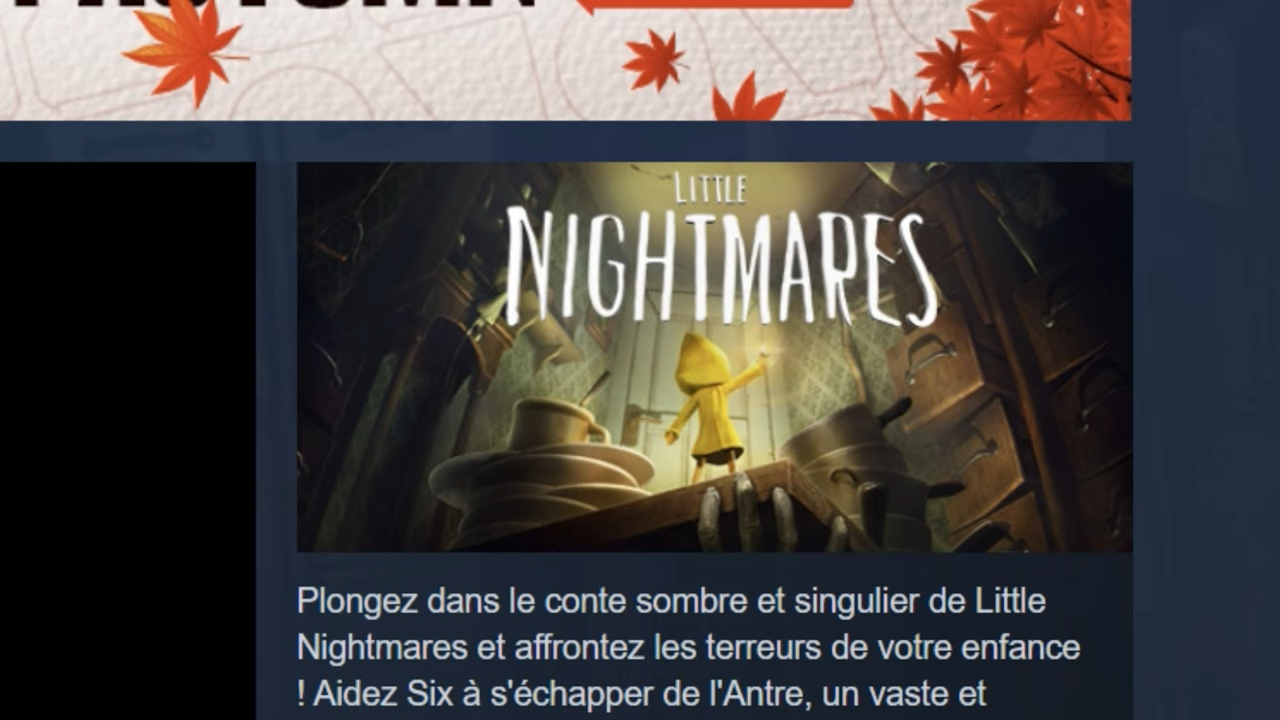 LITTLE
NIGHTMARES
Plongez dans le conte sombre et singulier de Little
Nightmares et affrontez les terreurs de votre enfance
! Aidez Six à s'échapper de l'Antre, un vaste et